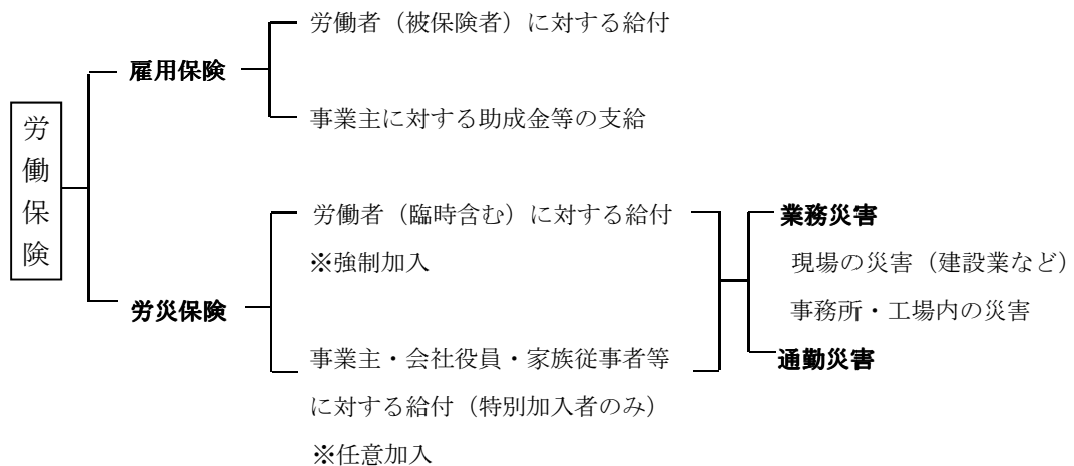 労働保険
雇用保険
労働者（被保険者）に対する給付
事業主に対する助成金等の支給
労災保険
労働者（臨時含む）に対する給付
※強制加入
事業主・会社役員・家族従事者等
に対する給付（特別加入者のみ）
※任意加入
業務災害
現場の災害（建設業など）
事務所・工場内の災害
通勤災害